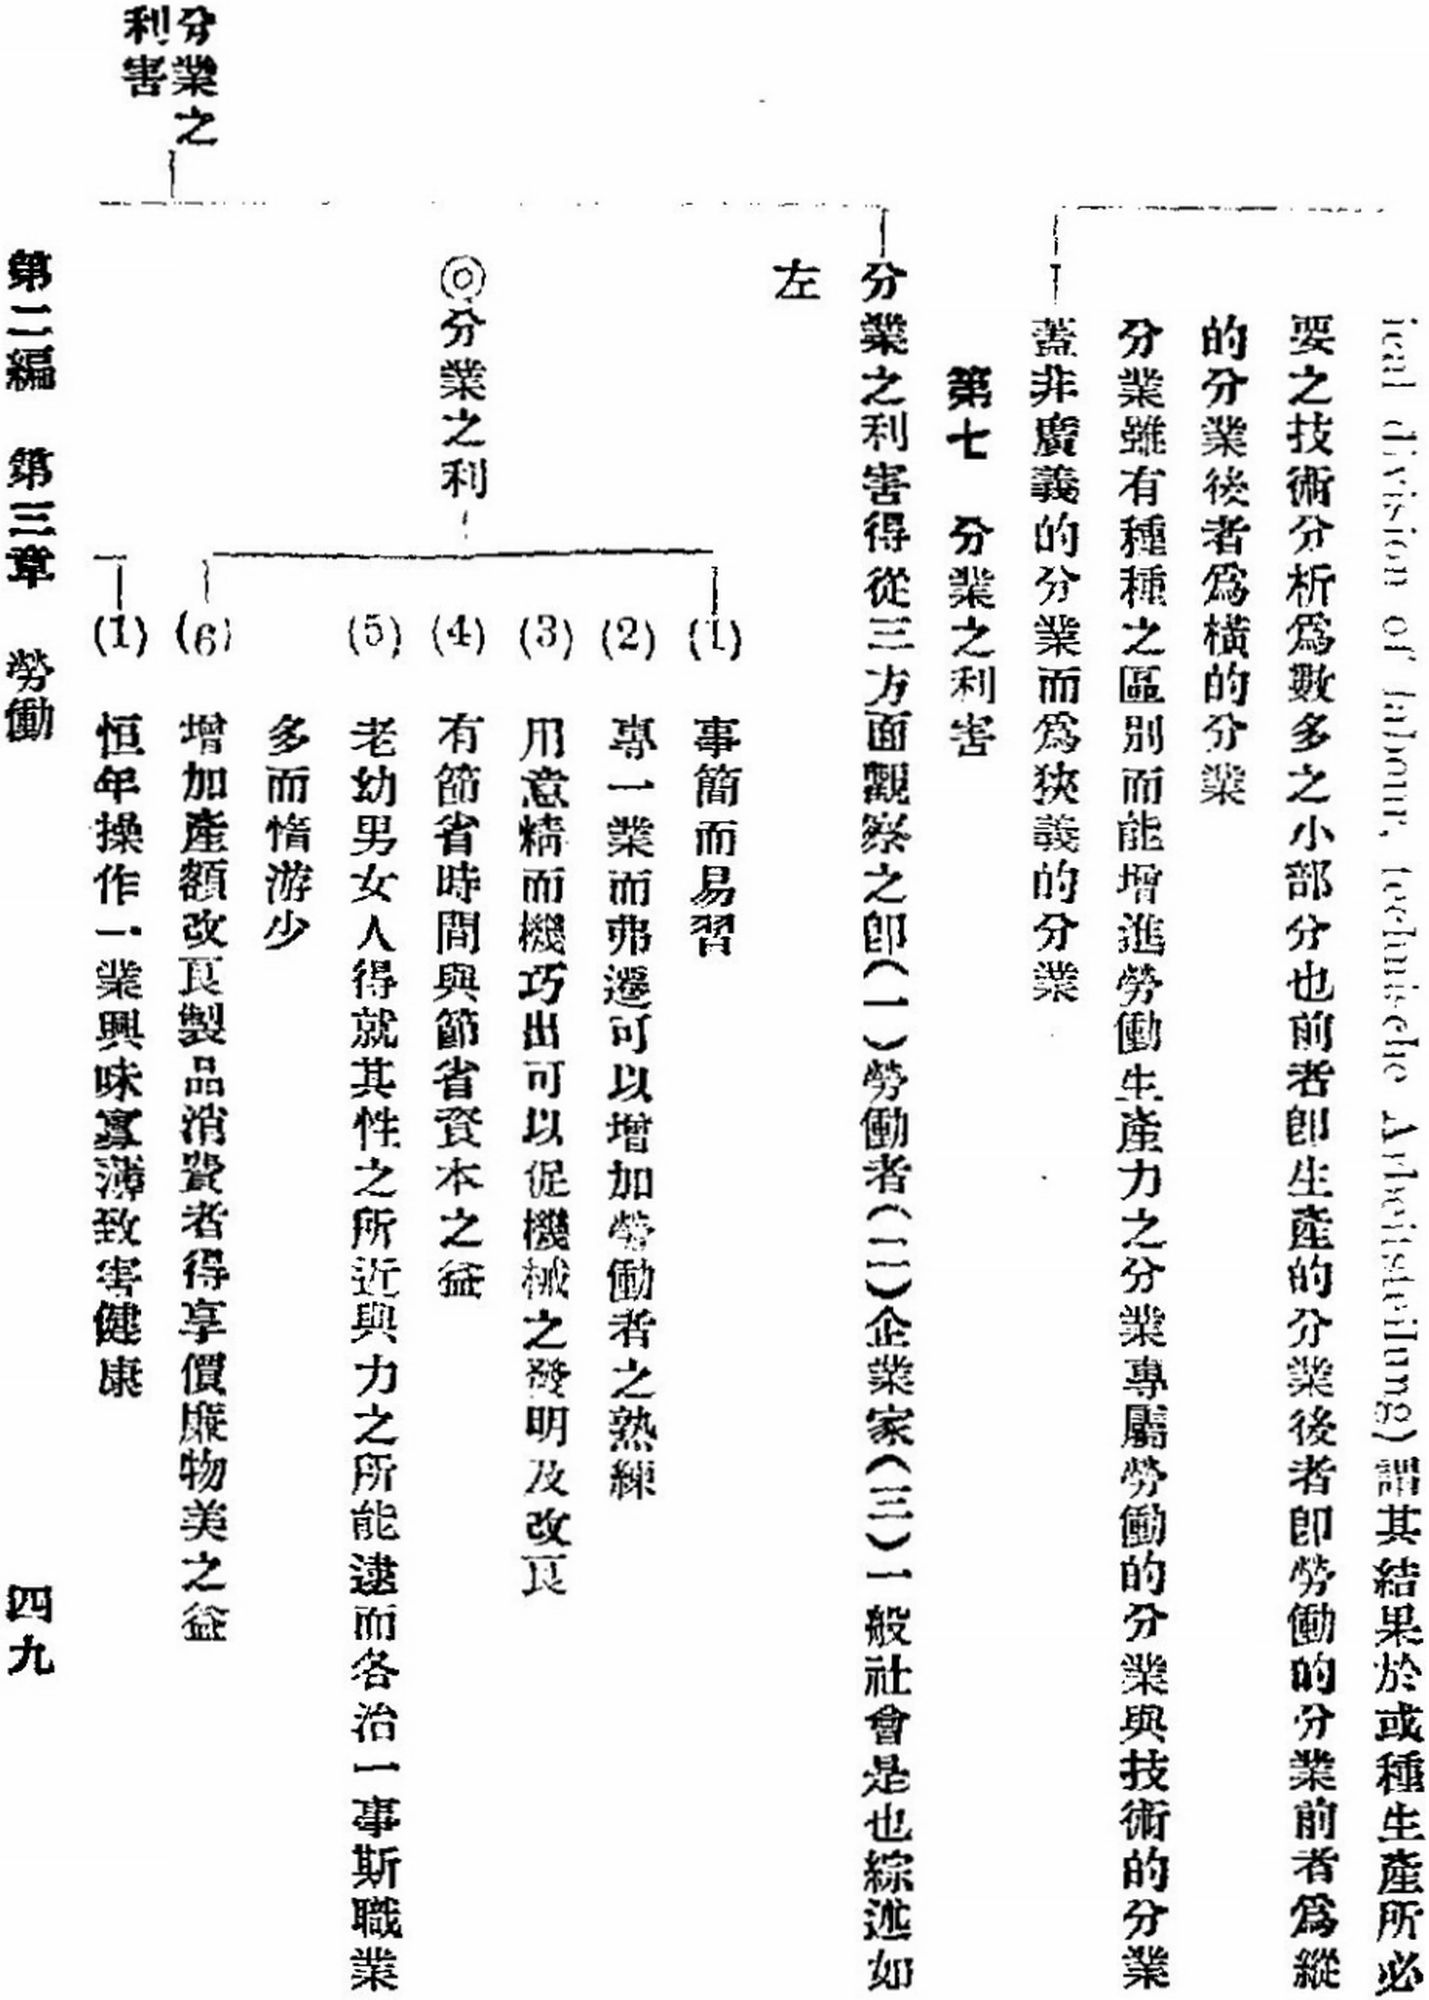 ical division of labour, technische Arbeitsteilung)謂其結果於或種生產所必
要之技術分析爲數多之小部分也前者卽生產的分業後者卽勞働的分業前者爲縱
的分業後者爲橫的分業
分業雖有種種之區別而能增進勞働生產力之分業專屬勞働的分業與技術的分業
蓋非廣義的分業而爲狹義的分業
第七 分業之利害
分業之利害得從三方面觀察之卽(一)勞働者(二)企業家(三)一般社會是也綜述如
左
分業之
利害
◎分業之利
(1) 事簡而易習
(2) 專一業而弗遷可以增加勞働者之熟練
(3) 用意精而機巧出可以促機械之發明及改良
(4) 有節省時間與節省資本之益
(5) 老幼男女人得就其性之所近與力之所能逮而各治一事斯職業
多而惰游少
(6) 增加產額改良製品消費者得享價廉物美之益
(1) 恒年操作一業興味寡薄致害健康
第二編 第三章 勞働 四九